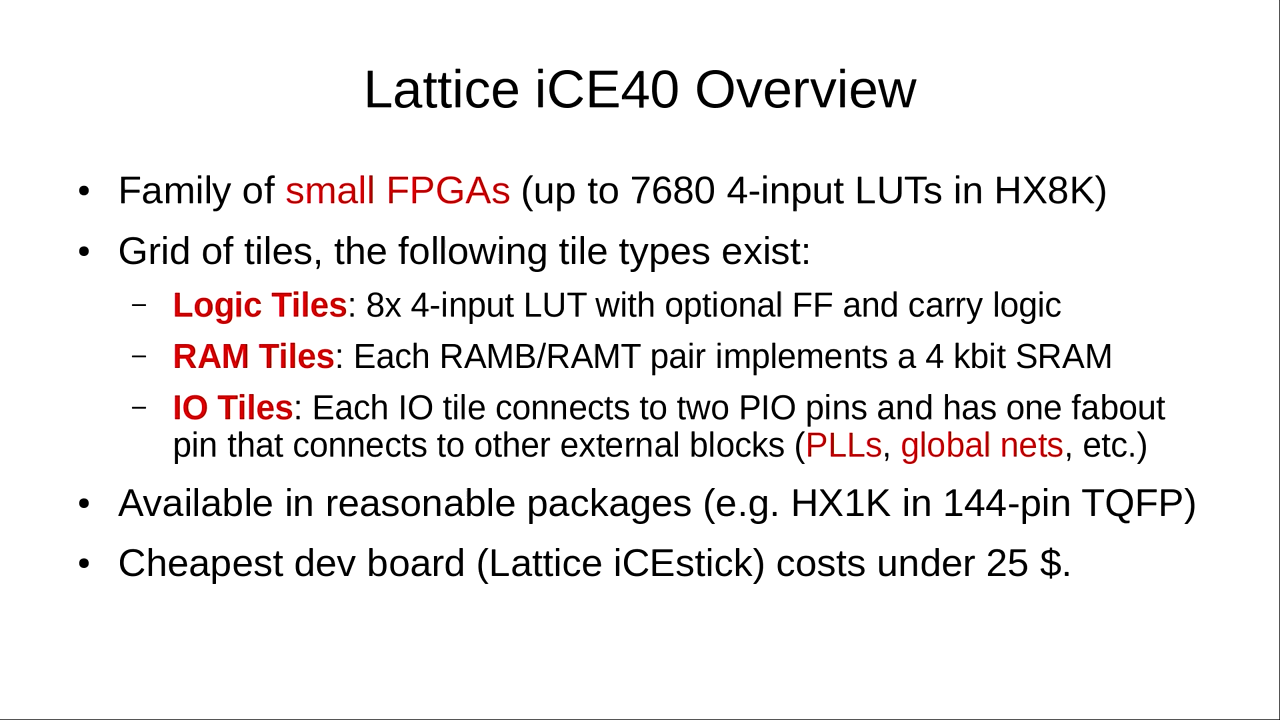 Lattice iCE40 Overview
• Family of small FPGAs (up to 7680 4-input LUTs in HX8K)
• Grid of tiles, the following tile types exist:
– Logic Tiles: 8x 4-input LUT with optional FF and carry logic
– RAM Tiles: Each RAMB/RAMT pair implements a 4 kbit SRAM
– IO Tiles: Each IO tile connects to two PIO pins and has one fabout
pin that connects to other external blocks (PLLs, global nets, etc.)
• Available in reasonable packages (e.g. HX1K in 144-pin TQFP)
• Cheapest dev board (Lattice iCEstick) costs under 25 $.